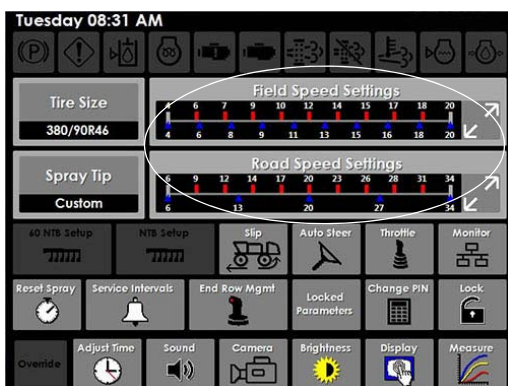 Tuesday 08:31 AM
(P)
Tire Size
380/90R46
Field Speed Settings
4 6 7 9 10 12 14 15 17 18 20
4 6 8 9 11 13 15 16 18 20
Spray Tip
Custom
Road Speed Settings
6 9 12 14 17 20 23 26 28 31 34
6 13 20 27 34
60 NTB Setup
NTB Setup
Slip
Auto Steer
Throttle
Monitor
Reset Spray
Service Intervals
End Row Mgmt
Locked
Parameters
Change PIN
Lock
Override
Adjust Time
Sound
Camera
Brightness
Display
Measure